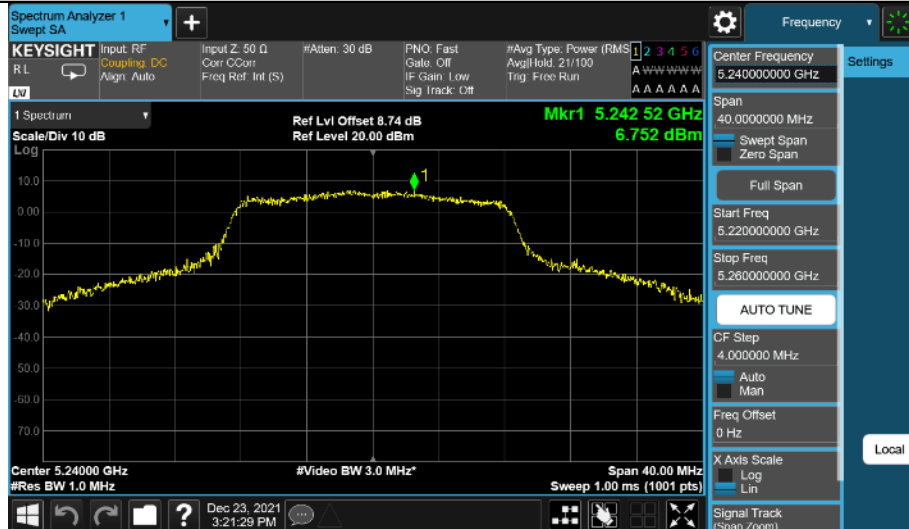 Spectrum Analyzer 1
Swept SA
Frequency
KEYSIGHT
RL
LXI
Input: RF
Coupling: DC
Align: Auto
Input Z: 50 Ω
Corr CCorr
Freq Ref: Int (S)
#Atten: 30 dB
PNO: Fast
Gate: Off
IF Gain: Low
Sig Track: Off
#Avg Type: Power (RMS
Avg|Hold: 21/100
Trig: Free Run
1 2 3 4 5 6
A W W W W W
A A A A A A
1 Spectrum
Scale/Div 10 dB
Log
Ref Lvl Offset 8.74 dB
Ref Level 20.00 dBm
Mkr1 5.242 52 GHz
6.752 dBm
1
10.0
0.00
-10.0
-20.0
-30.0
-40.0
-50.0
-60.0
-70.0
Center 5.24000 GHz
#Res BW 1.0 MHz
#Video BW 3.0 MHz*
Span 40.00 MHz
Sweep 1.00 ms (1001 pts)
Dec 23, 2021
3:21:29 PM
Center Frequency
5.240000000 GHz
Span
40.0000000 MHz
Swept Span
Zero Span
Full Span
Start Freq
5.220000000 GHz
Stop Freq
5.260000000 GHz
AUTO TUNE
CF Step
4.000000 MHz
Auto
Man
Freq Offset
0 Hz
X Axis Scale
Log
Lin
Signal Track
(Span Zoom)
Settings
Local